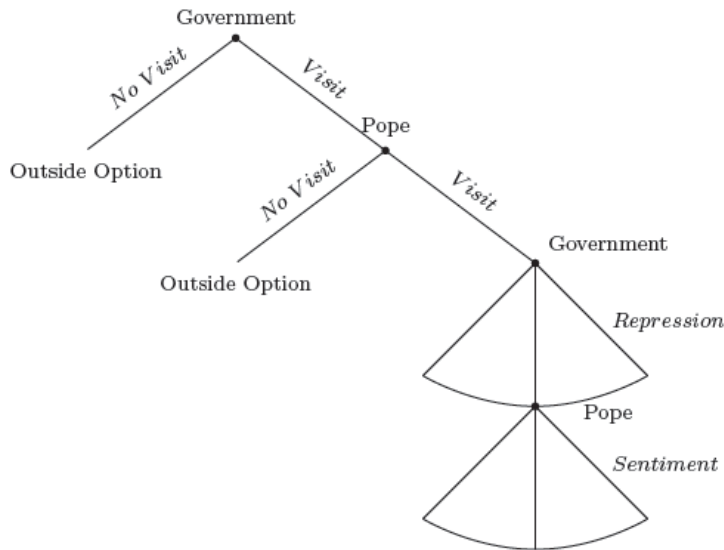 Government
No Visit
Visit
Pope
Outside Option
No Visit
Visit
Government
Outside Option
Repression
Pope
Sentiment